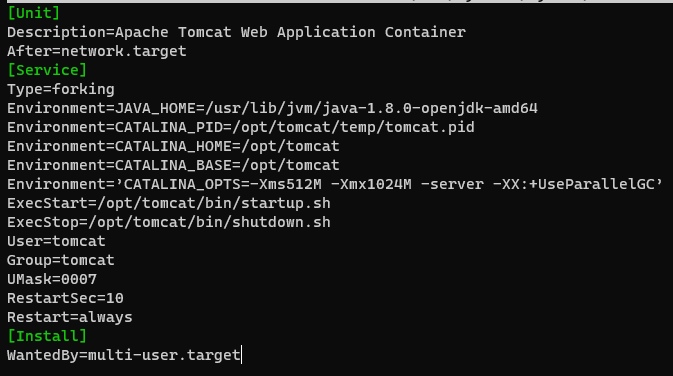 [Unit]
Description=Apache Tomcat Web Application Container
After=network.target
[Service]
Type=forking
Environment=JAVA_HOME=/usr/lib/jvm/java-1.8.0-openjdk-amd64
Environment=CATALINA_PID=/opt/tomcat/temp/tomcat.pid
Environment=CATALINA_HOME=/opt/tomcat
Environment=CATALINA_BASE=/opt/tomcat
Environment=’CATALINA_OPTS=-Xms512M -Xmx1024M -server -XX:+UseParallelGC’
ExecStart=/opt/tomcat/bin/startup.sh
ExecStop=/opt/tomcat/bin/shutdown.sh
User=tomcat
Group=tomcat
UMask=0007
RestartSec=10
Restart=always
[Install]
WantedBy=multi-user.target